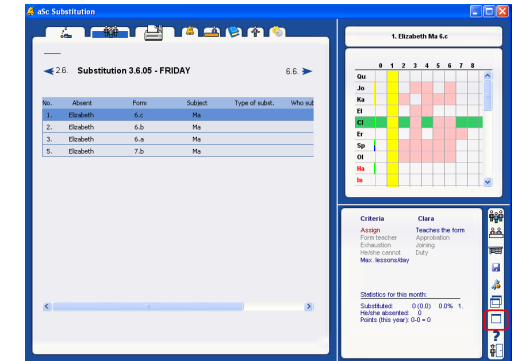 aSc Substitution
2.6. Substitution 3.6.05 - FRIDAY 6.6.
No. Absent Form Subject Type of subst. Who sub
1. Elizabeth 6.c Ma
2. Elizabeth 6.b Ma
3. Elizabeth 6.a Ma
5. Elizabeth 7.b Ma
1. Elizabeth Ma 6.c
0 1 2 3 4 5 6 7 8
Qu
Jo
Ka
El
Cl
Er
Sp
Ol
Ha
In
Criteria Clara
Assign Teaches the form
Form teacher Approbation
Exhaustion Joining
He/she cannot Duty
Max. lessons/day
Statistics for this month:
Substituted: 0 (0.0) 0.0% 1.
He/she absented: 0
Points (this year): 0-0 = 0
?